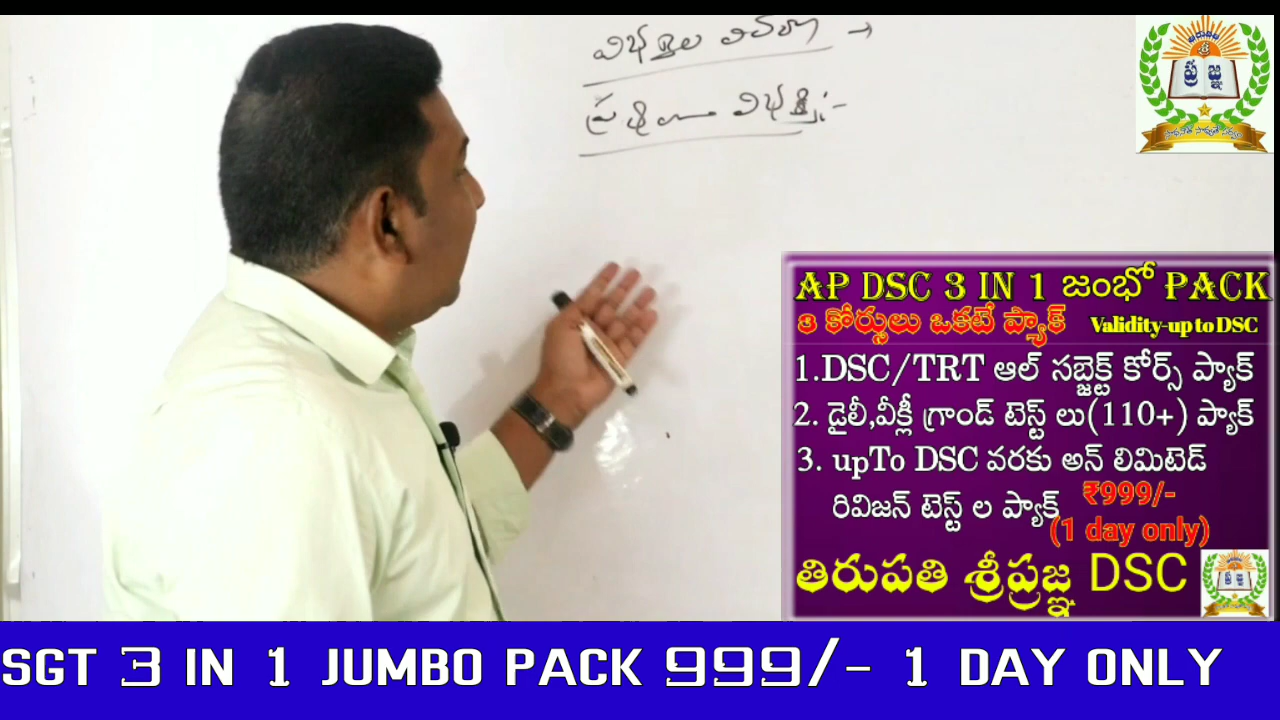 విభక్తుల వివరణ →
ప్రథమా విభక్తి:-
శ్రీ
ప్రజ్ఞ
AP DSC 3 IN 1 జంభో PACK
3 కోర్సులు ఒకటే ప్యాక్ Validity-up to DSC
1.DSC/TRT ఆల్ సబ్జెక్ట్ కోర్స్ ప్యాక్
2. డైలీ,వీక్లీ గ్రాండ్ టెస్ట్ లు(110+) ప్యాక్
3. upTo DSC వరకు అన్ లిమిటెడ్
రివిజన్ టెస్ట్ ల ప్యాక్ ₹999/-
(1 day only)
తిరుపతి శ్రీప్రజ్ఞ DSC
SGT 3 IN 1 JUMBO PACK 999/- 1 DAY ONLY